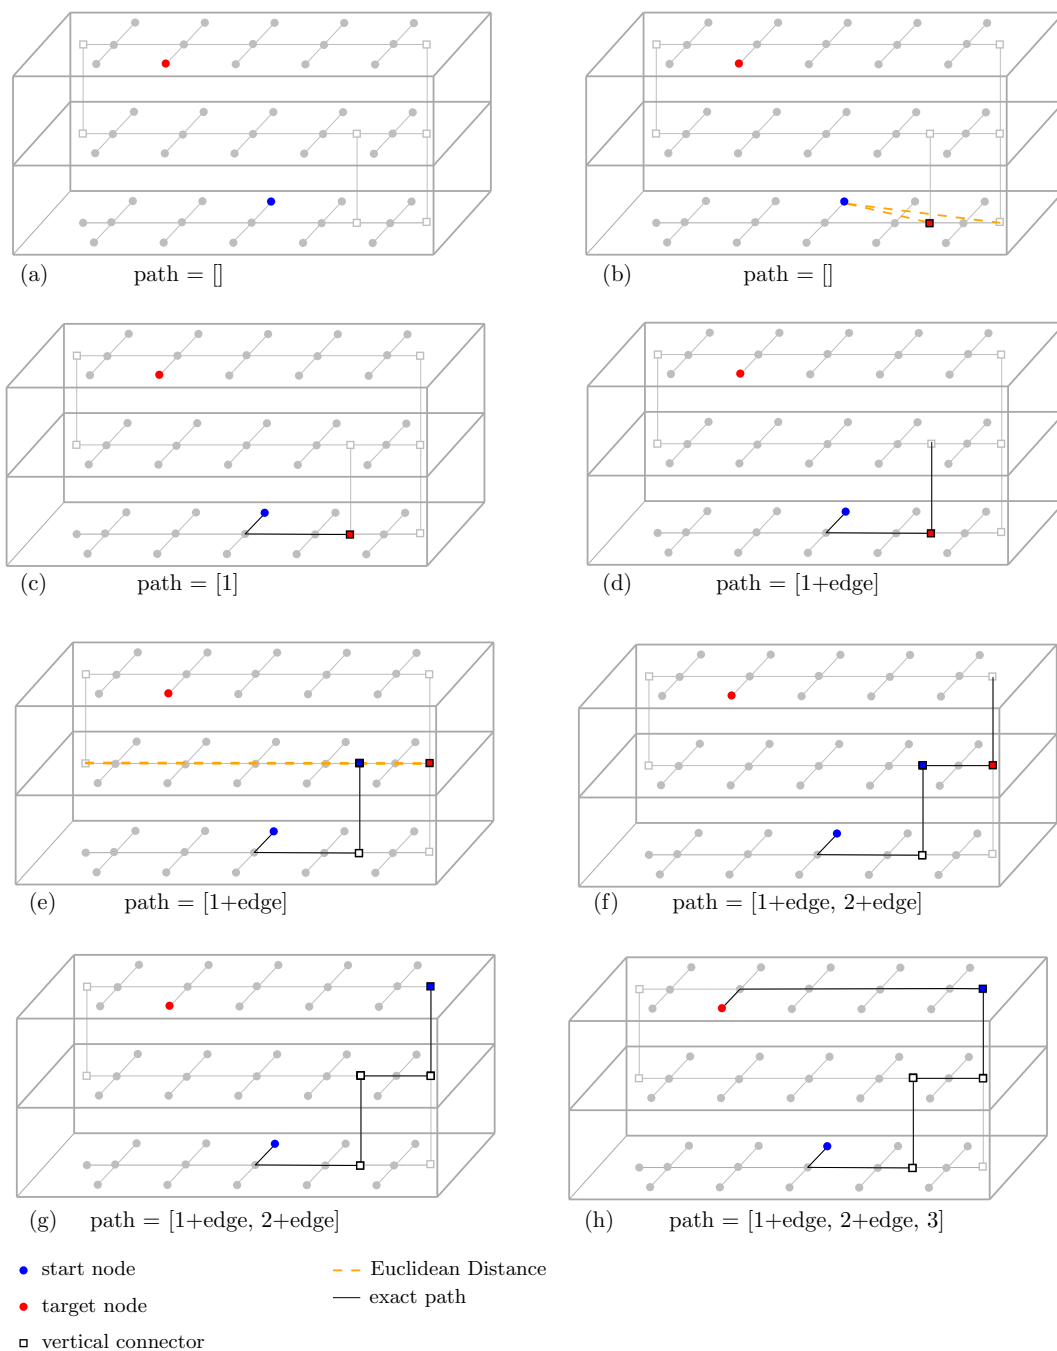 (a) path = []
(b) path = []
(c) path = [1]
(d) path = [1+edge]
(e) path = [1+edge]
(f) path = [1+edge, 2+edge]
(g) path = [1+edge, 2+edge]
(h) path = [1+edge, 2+edge, 3]
start node
target node
vertical connector
Euclidean Distance
exact path